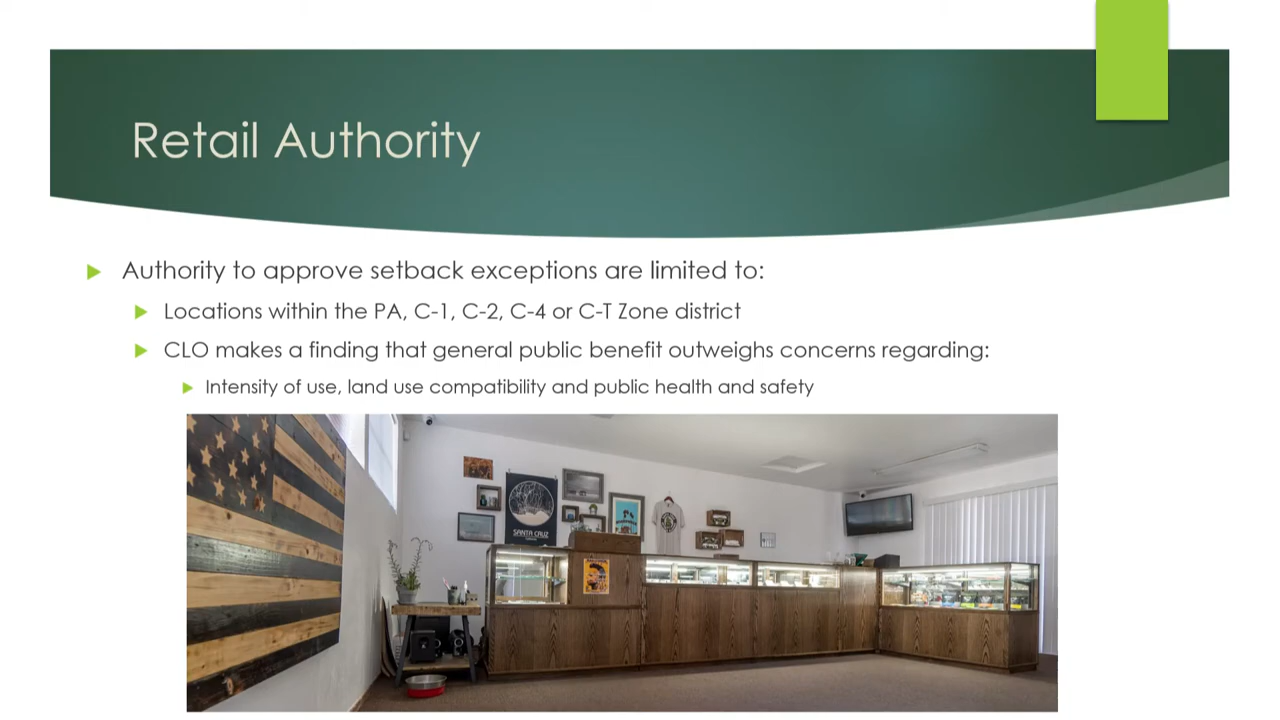 Retail Authority
Authority to approve setback exceptions are limited to:
Locations within the PA, C-1, C-2, C-4 or C-T Zone district
CLO makes a finding that general public benefit outweighs concerns regarding:
Intensity of use, land use compatibility and public health and safety
SANTA CRUZ